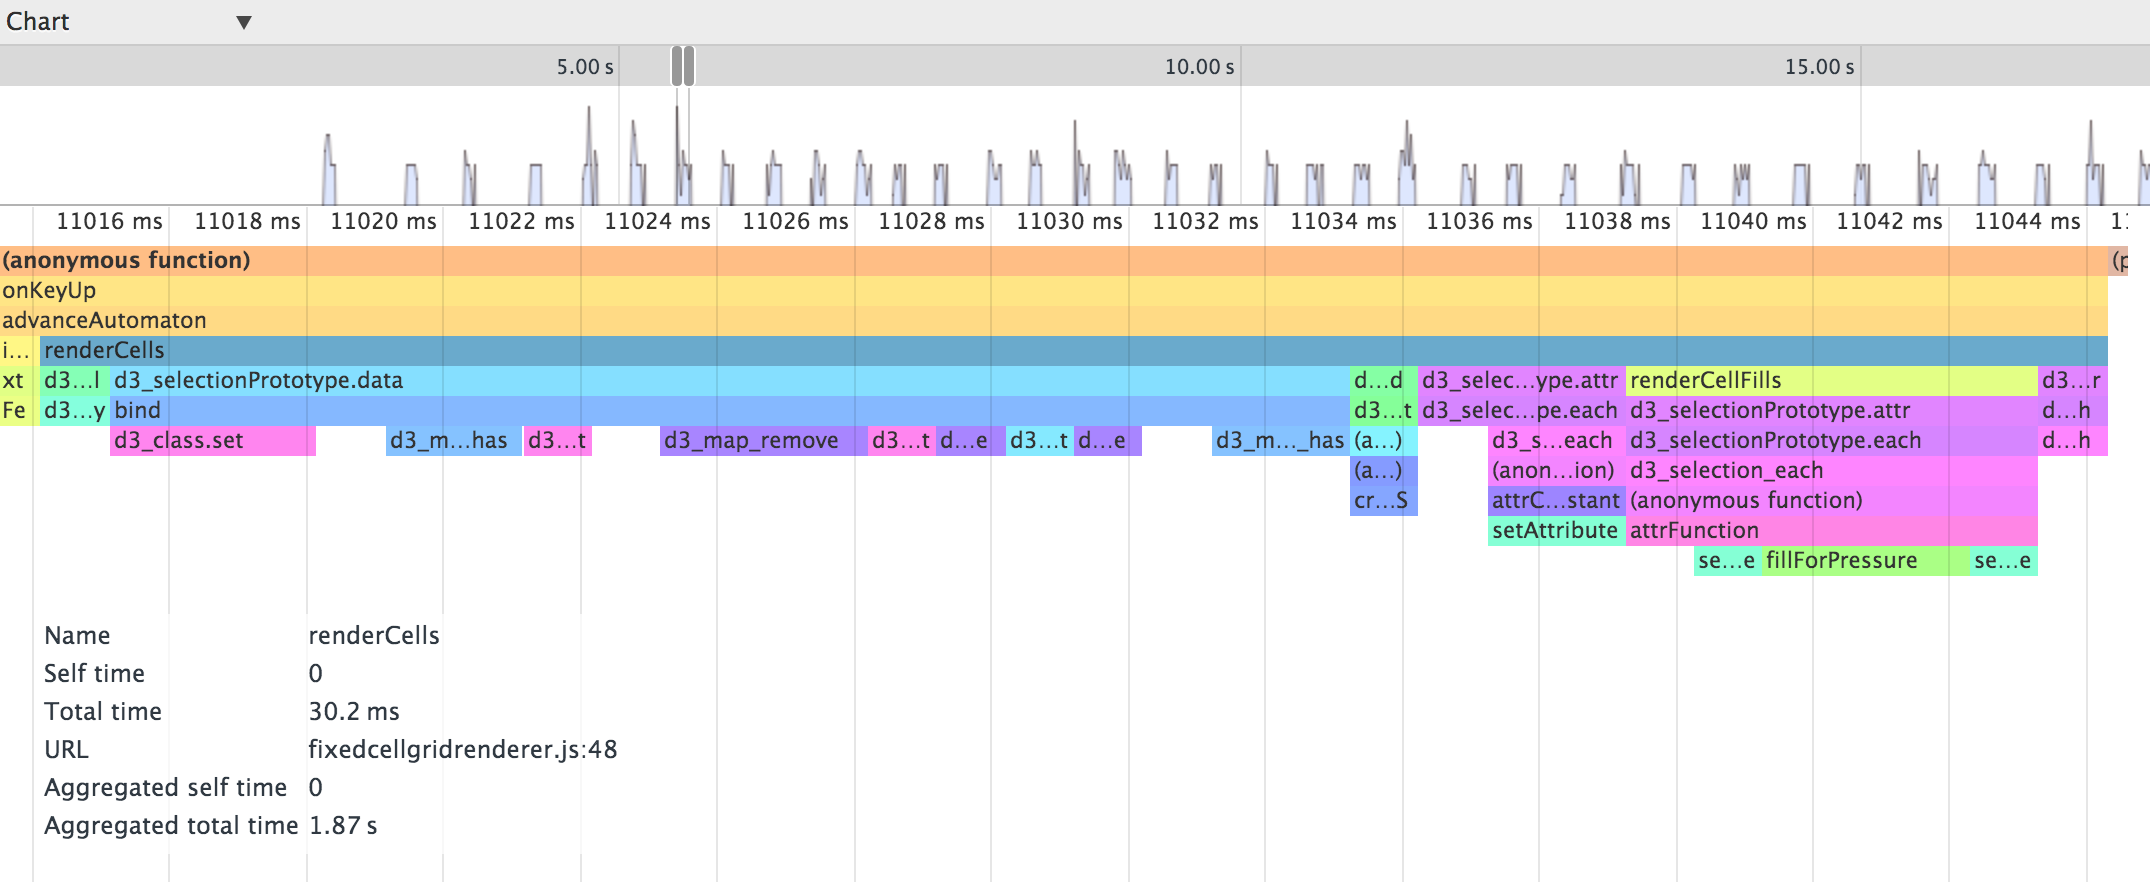 Chart ▼
5.00 s 10.00 s 15.00 s
11016 ms 11018 ms 11020 ms 11022 ms 11024 ms 11026 ms 11028 ms 11030 ms 11032 ms 11034 ms 11036 ms 11038 ms 11040 ms 11042 ms 11044 ms
(anonymous function) (p
onKeyUp
advanceAutomaton
i... renderCells
xt d3...l d3_selectionPrototype.data d...d d3_selec...ype.attr renderCellFills d3...r
Fe d3...y bind d3...t d3_selec...pe.each d3_selectionPrototype.attr d...h
d3_class.set d3_m...has d3...t d3_map_remove d3...t d...e d3...t d...e d3_m..._has (a...) d3_s...each d3_selectionPrototype.each d...h
(a...) (anon...ion) d3_selection_each
cr...S attrC...stant (anonymous function)
setAttribute attrFunction
se...e fillForPressure se...e
Name renderCells
Self time 0
Total time 30.2 ms
URL fixedcellgridrenderer.js:48
Aggregated self time 0
Aggregated total time 1.87 s